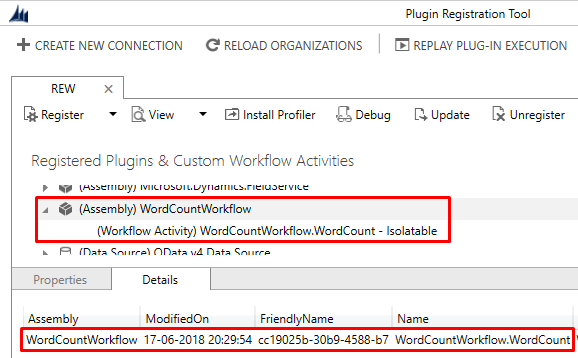 Plugin Registration Tool
CREATE NEW CONNECTION RELOAD ORGANIZATIONS REPLAY PLUG-IN EXECUTION
REW
Register View Install Profiler Debug Update Unregister
Registered Plugins & Custom Workflow Activities
(Assembly) Microsoft.Dynamics.FieldService
(Assembly) WordCountWorkflow
(Workflow Activity) WordCountWorkflow.WordCount - Isolatable
(Data Source) OData v4 Data Source
Properties Details
Assembly ModifiedOn FriendlyName Name
WordCountWorkflow 17-06-2018 20:29:54 cc19025b-30b9-4588-b7 WordCountWorkflow.WordCount